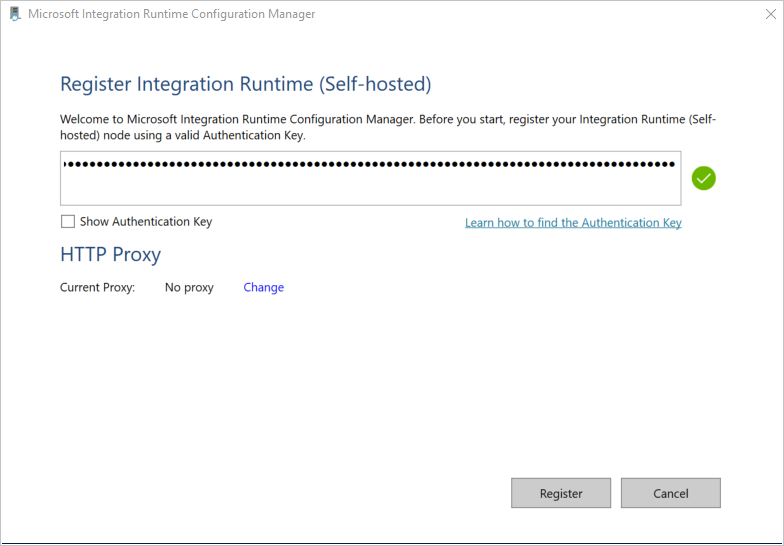 Microsoft Integration Runtime Configuration Manager
Register Integration Runtime (Self-hosted)
Welcome to Microsoft Integration Runtime Configuration Manager. Before you start, register your Integration Runtime (Self-
hosted) node using a valid Authentication Key.
Show Authentication Key
Learn how to find the Authentication Key
HTTP Proxy
Current Proxy: No proxy Change
Register Cancel